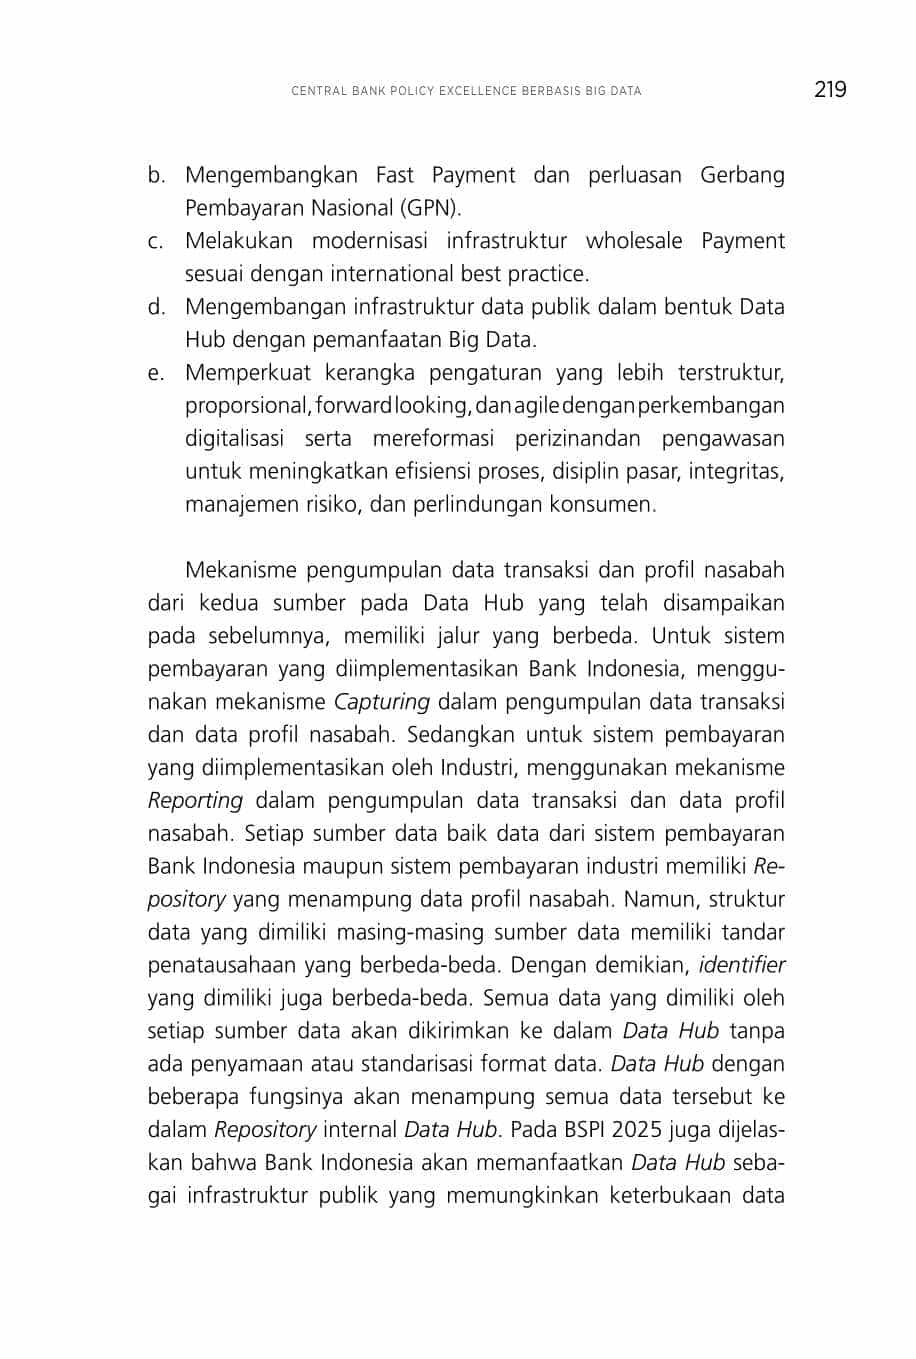 CENTRAL BANK POLICY EXCELLENCE BERBASIS BIG DATA 219
b. Mengembangkan Fast Payment dan perluasan Gerbang
Pembayaran Nasional (GPN).
c. Melakukan modernisasi infrastruktur wholesale Payment
sesuai dengan international best practice.
d. Mengembangan infrastruktur data publik dalam bentuk Data
Hub dengan pemanfaatan Big Data.
e. Memperkuat kerangka pengaturan yang lebih terstruktur,
proporsional, forward looking, dan agile dengan perkembangan
digitalisasi serta mereformasi perizinandan pengawasan
untuk meningkatkan efisiensi proses, disiplin pasar, integritas,
manajemen risiko, dan perlindungan konsumen.
Mekanisme pengumpulan data transaksi dan profil nasabah
dari kedua sumber pada Data Hub yang telah disampaikan
pada sebelumnya, memiliki jalur yang berbeda. Untuk sistem
pembayaran yang diimplementasikan Bank Indonesia, menggu-
nakan mekanisme Capturing dalam pengumpulan data transaksi
dan data profil nasabah. Sedangkan untuk sistem pembayaran
yang diimplementasikan oleh Industri, menggunakan mekanisme
Reporting dalam pengumpulan data transaksi dan data profil
nasabah. Setiap sumber data baik data dari sistem pembayaran
Bank Indonesia maupun sistem pembayaran industri memiliki Re-
pository yang menampung data profil nasabah. Namun, struktur
data yang dimiliki masing-masing sumber data memiliki tandar
penatausahaan yang berbeda-beda. Dengan demikian, identifier
yang dimiliki juga berbeda-beda. Semua data yang dimiliki oleh
setiap sumber data akan dikirimkan ke dalam Data Hub tanpa
ada penyamaan atau standarisasi format data. Data Hub dengan
beberapa fungsinya akan menampung semua data tersebut ke
dalam Repository internal Data Hub. Pada BSPI 2025 juga dijelas-
kan bahwa Bank Indonesia akan memanfaatkan Data Hub seba-
gai infrastruktur publik yang memungkinkan keterbukaan data